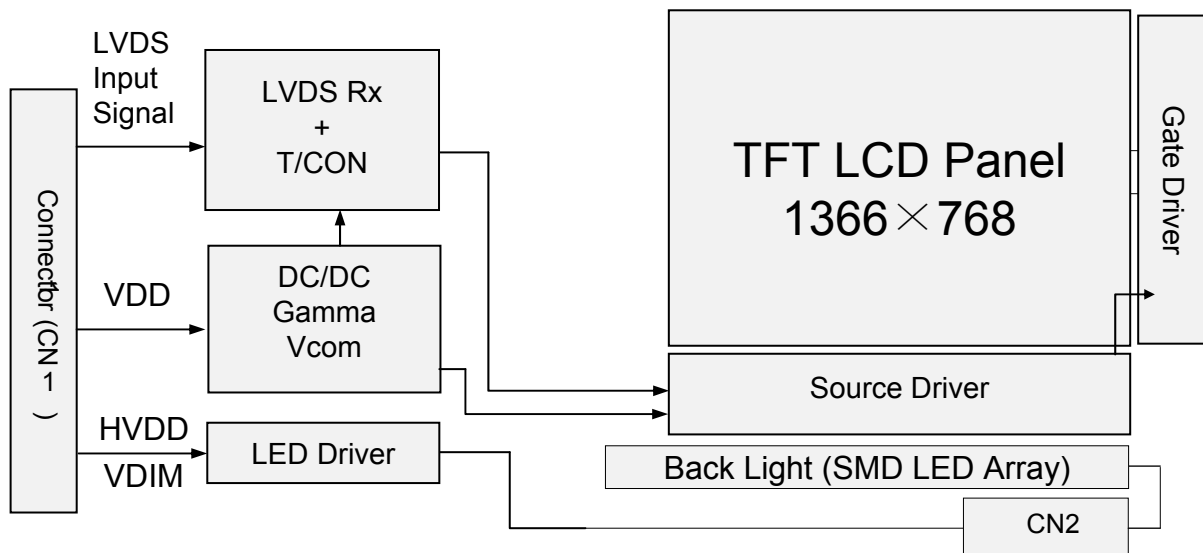 LVDS
Input
Signal
LVDS Rx
+
T/CON
TFT LCD Panel
1366×768
Gate Driver
Connector (CN1)
VDD
DC/DC
Gamma
Vcom
Source Driver
HVDD
VDIM
LED Driver
Back Light (SMD LED Array)
CN2